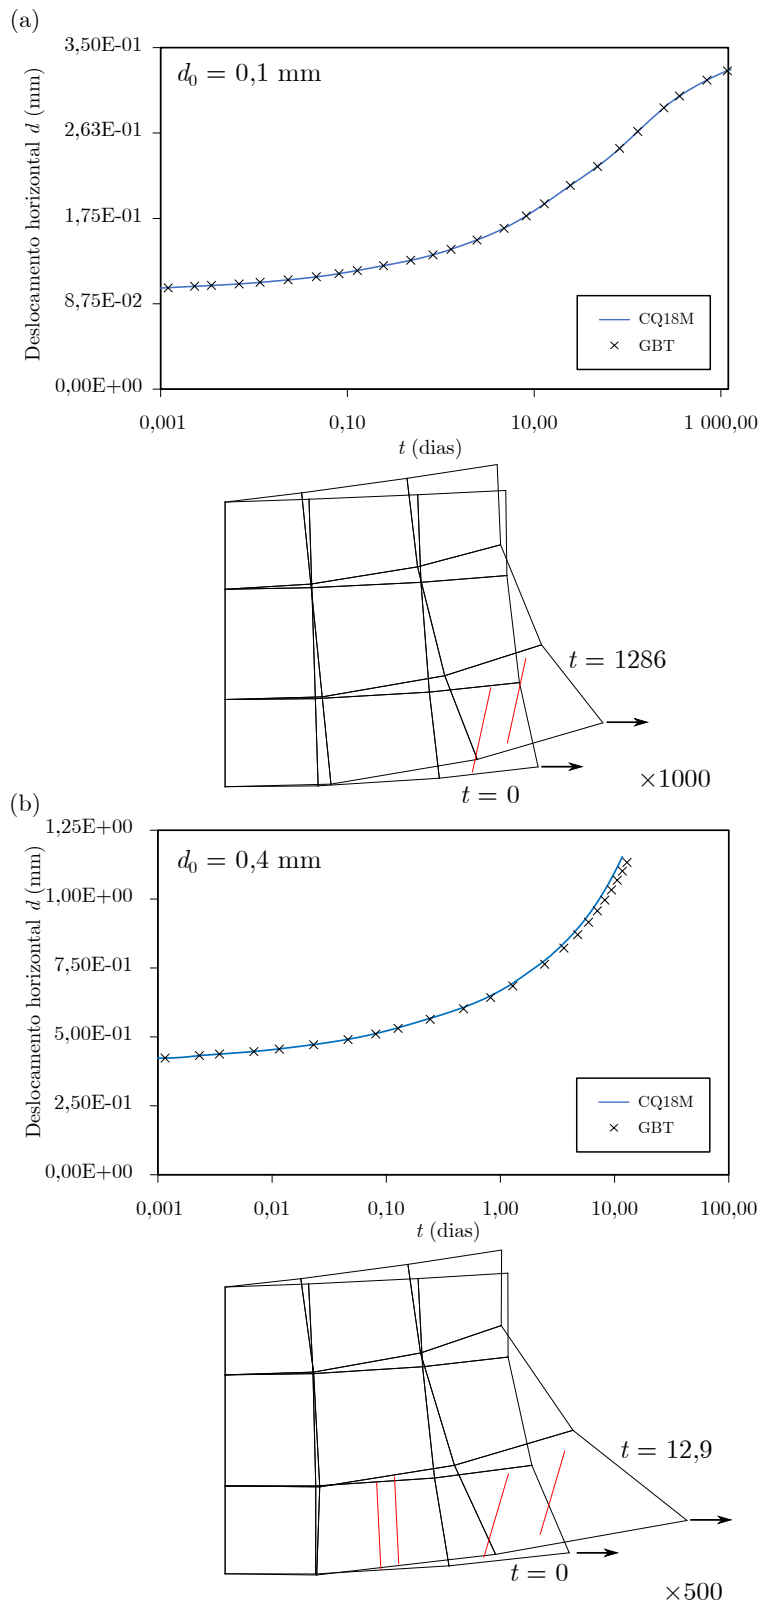 (a)
3,50E-01
2,63E-01
1,75E-01
8,75E-02
0,00E+00
Deslocamento horizontal d (mm)
d₀ = 0,1 mm
CQ18M
GBT
0,001
0,10
10,00
1 000,00
t (dias)
t = 1286
t = 0
×1000
(b)
1,25E+00
1,00E+00
7,50E-01
5,00E-01
2,50E-01
0,00E+00
Deslocamento horizontal d (mm)
d₀ = 0,4 mm
CQ18M
GBT
0,001
0,01
0,10
1,00
10,00
100,00
t (dias)
t = 12,9
t = 0
×500